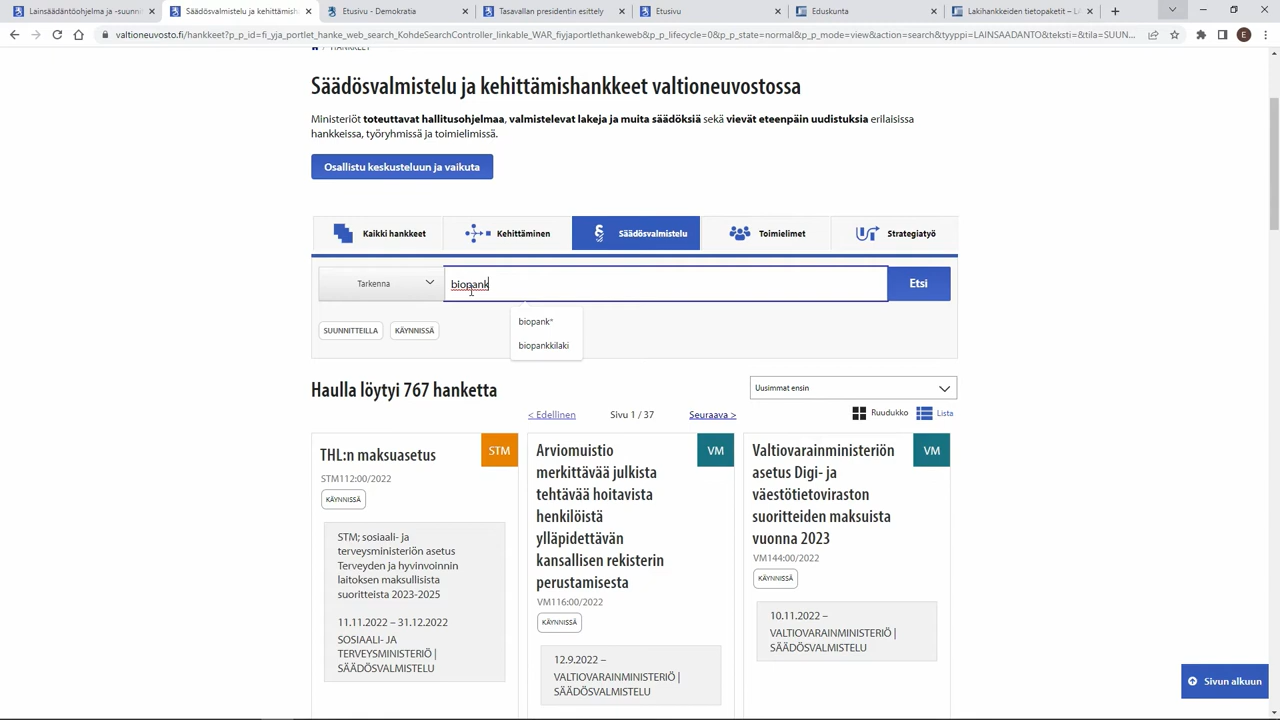 Lainsäädäntöohjelma ja -suunn
Säädösvalmistelu ja kehittämish
Etusivu - Demokratia
Tasavallan presidentin esittely
Etusivu
Eduskunta
Lakihankkeiden tietopaketit – L
valtioneuvosto.fi/hankkeet?p_p_id=fi_yja_portlet_hanke_web_search_KohdeSearchController_linkable_WAR_fiyjaportlethankeweb&p_p_lifecycle=0&p_p_state=normal&p_p_mode=view&action=search&tyyppi=LAINSAADANTO&teksti=&tila=SUUN...
E
HANKKEET
Säädösvalmistelu ja kehittämishankkeet valtioneuvostossa
Ministeriöt toteuttavat hallitusohjelmaa, valmistelevat lakeja ja muita säädöksiä sekä vievät eteenpäin uudistuksia erilaisissa
hankkeissa, työryhmissä ja toimielimissä.
Osallistu keskusteluun ja vaikuta
Kaikki hankkeet
Kehittäminen
Säädösvalmistelu
Toimielimet
Strategiatyö
Tarkenna
biopank
Etsi
biopank*
biopankkilaki
SUUNNITTEILLA
KÄYNNISSÄ
Haulla löytyi 767 hanketta
Uusimmat ensin
< Edellinen
Sivu 1 / 37
Seuraava >
Ruudukko
Lista
THL:n maksuasetus
STM
STM112:00/2022
KÄYNNISSÄ
STM; sosiaali- ja
terveysministeriön asetus
Terveyden ja hyvinvoinnin
laitoksen maksullisista
suoritteista 2023-2025
11.11.2022 – 31.12.2022
SOSIAALI- JA
TERVEYSMINISTERIÖ |
SÄÄDÖSVALMISTELU
Arviomuistio
merkittävää julkista
tehtävää hoitavista
henkilöistä
ylläpidettävän
kansallisen rekisterin
perustamisesta
VM
VM116:00/2022
KÄYNNISSÄ
12.9.2022 –
VALTIOVARAINMINISTERIÖ |
SÄÄDÖSVALMISTELU
Valtiovarainministeriön
asetus Digi- ja
väestötietoviraston
suoritteiden maksuista
vuonna 2023
VM
VM144:00/2022
KÄYNNISSÄ
10.11.2022 –
VALTIOVARAINMINISTERIÖ |
SÄÄDÖSVALMISTELU
Sivun alkuun